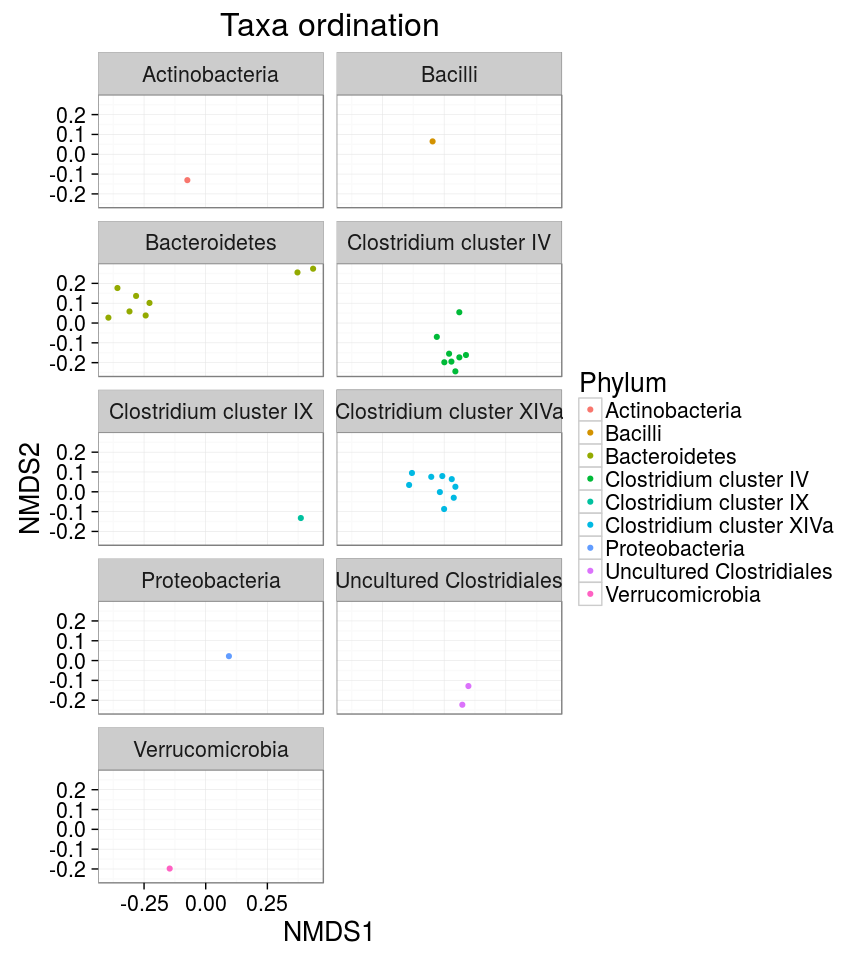 Taxa ordination
Actinobacteria
Bacilli
0.2
0.1
0.0
-0.1
-0.2
Bacteroidetes
Clostridium cluster IV
0.2
0.1
0.0
-0.1
-0.2
Clostridium cluster IX
Clostridium cluster XIVa
0.2
0.1
0.0
-0.1
-0.2
Proteobacteria
Uncultured Clostridiales
0.2
0.1
0.0
-0.1
-0.2
Verrucomicrobia
0.2
0.1
0.0
-0.1
-0.2
-0.25 0.00 0.25
NMDS1
NMDS2
Phylum
Actinobacteria
Bacilli
Bacteroidetes
Clostridium cluster IV
Clostridium cluster IX
Clostridium cluster XIVa
Proteobacteria
Uncultured Clostridiales
Verrucomicrobia